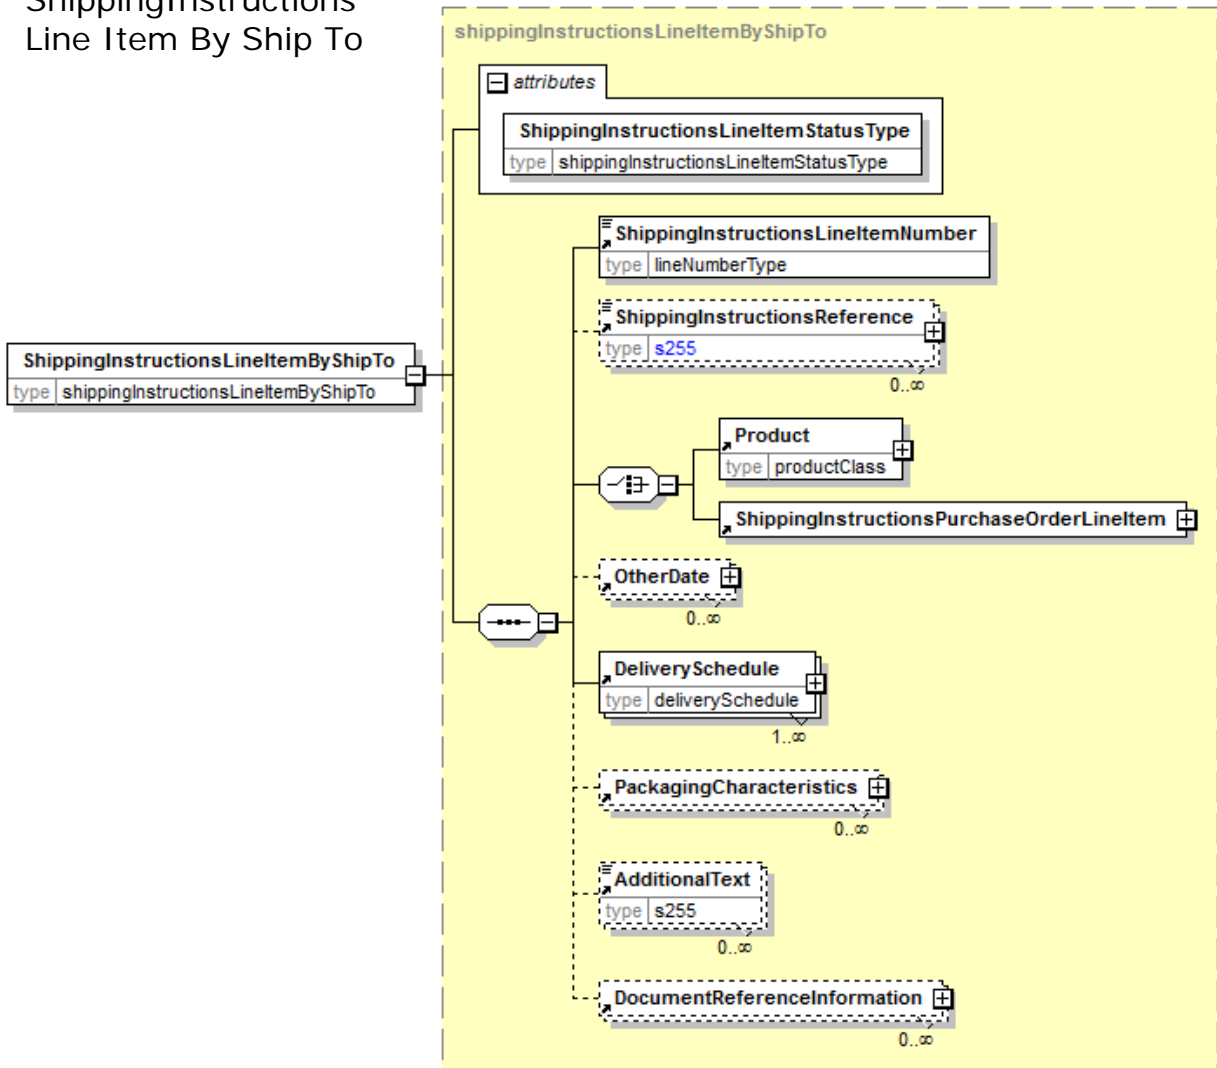 ShippingInstructions
Line Item By Ship To
shippingInstructionsLineItemByShipTo
attributes
ShippingInstructionsLineItemStatusType
type shippingInstructionsLineItemStatusType
ShippingInstructionsLineItemNumber
type lineNumberType
ShippingInstructionsReference
type s255
0..∞
ShippingInstructionsLineItemByShipTo
type shippingInstructionsLineItemByShipTo
Product
type productClass
ShippingInstructionsPurchaseOrderLineItem
OtherDate
0..∞
DeliverySchedule
type deliverySchedule
1..∞
PackagingCharacteristics
0..∞
AdditionalText
type s255
0..∞
DocumentReferenceInformation
0..∞